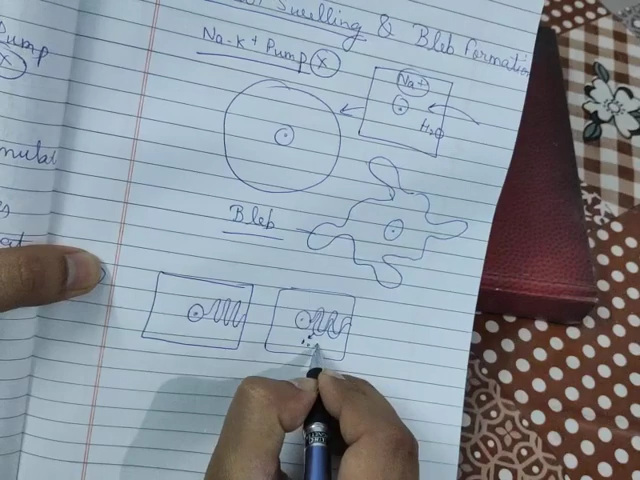 Swelling & Bleb Formation
Pump
Na-K+ Pump X
X
Na+
H2O
Bleb